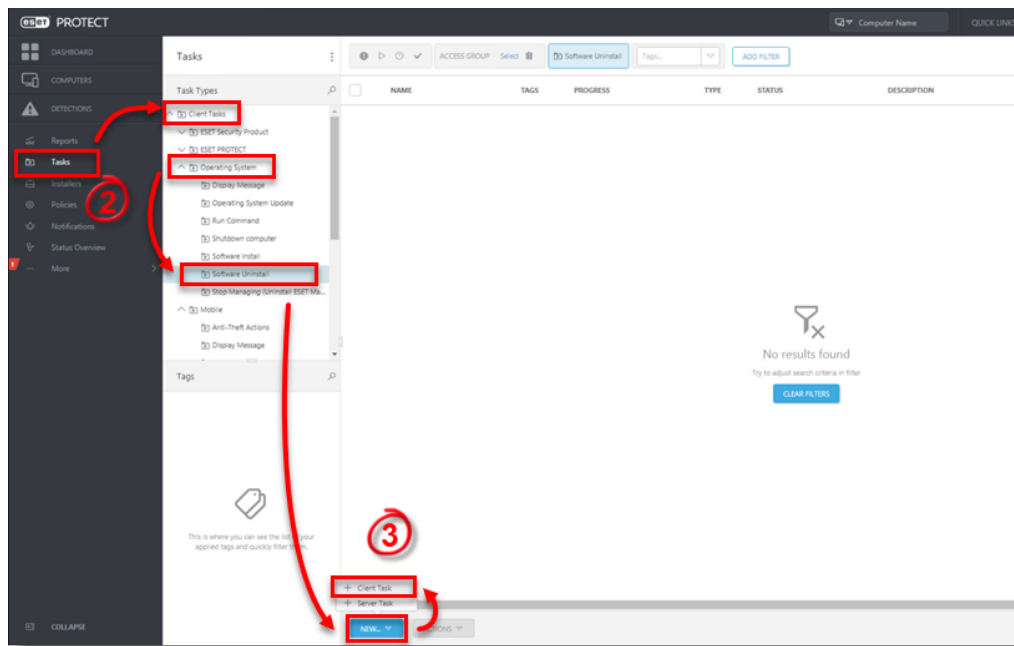 eset PROTECT
Computer Name
QUICK LINKS
DASHBOARD
COMPUTERS
DETECTIONS
Reports
Tasks
Installers
Policies
Notifications
Status Overview
More
COLLAPSE
2
Tasks
Task Types
Client Tasks
ESET Security Product
ESET PROTECT
Operating System
Display Message
Operating System Update
Run Command
Shutdown computer
Software Install
Software Uninstall
Stop Managing (Uninstall ESET Ma...
Mobile
Anti-Theft Actions
Display Message
Tags
This is where you can see the list of your
applied tags and quickly filter them.
ACCESS GROUP Select Software Uninstall Tags... ADD FILTER
NAME TAGS PROGRESS TYPE STATUS DESCRIPTION
No results found
Try to adjust search criteria in filter
CLEAR FILTERS
3
Client Task
Server Task
NEW...